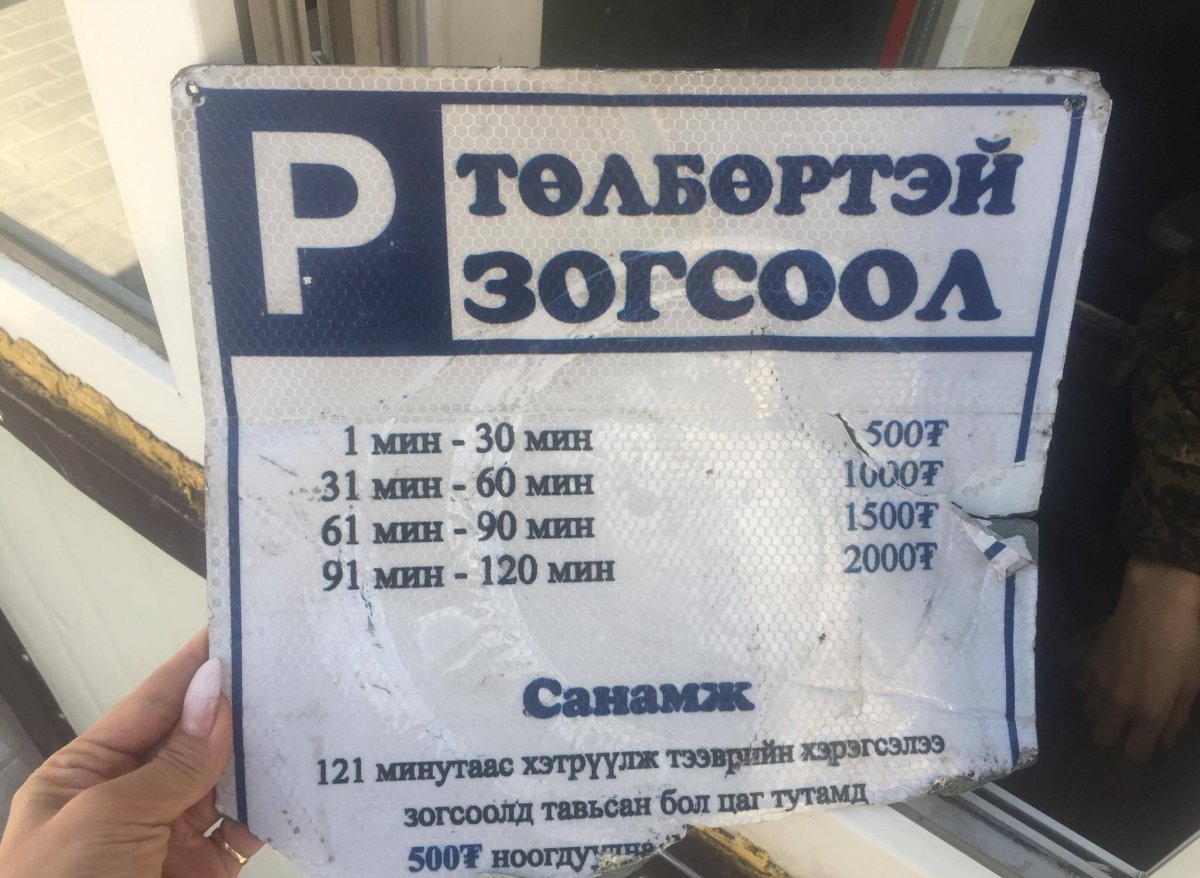 P
ТӨЛБӨРТЭЙ
ЗОГСООЛ
1 мин - 30 мин 500₮
31 мин - 60 мин 1000₮
61 мин - 90 мин 1500₮
91 мин - 120 мин 2000₮
Санамж
121 минутаас хэтрүүлж тээврийн хэрэгсэлээ
зогсоолд тавьсан бол цаг тутамд
500₮